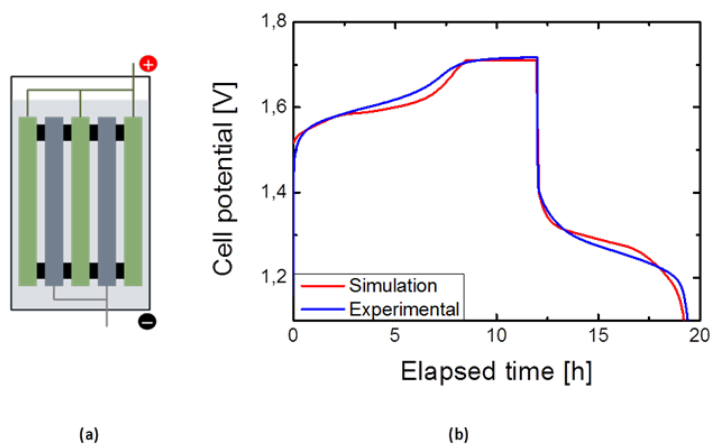 +
−
(a)
Cell potential [V]
1,8
1,6
1,4
1,2
Simulation
Experimental
0 5 10 15 20
Elapsed time [h]
(b)